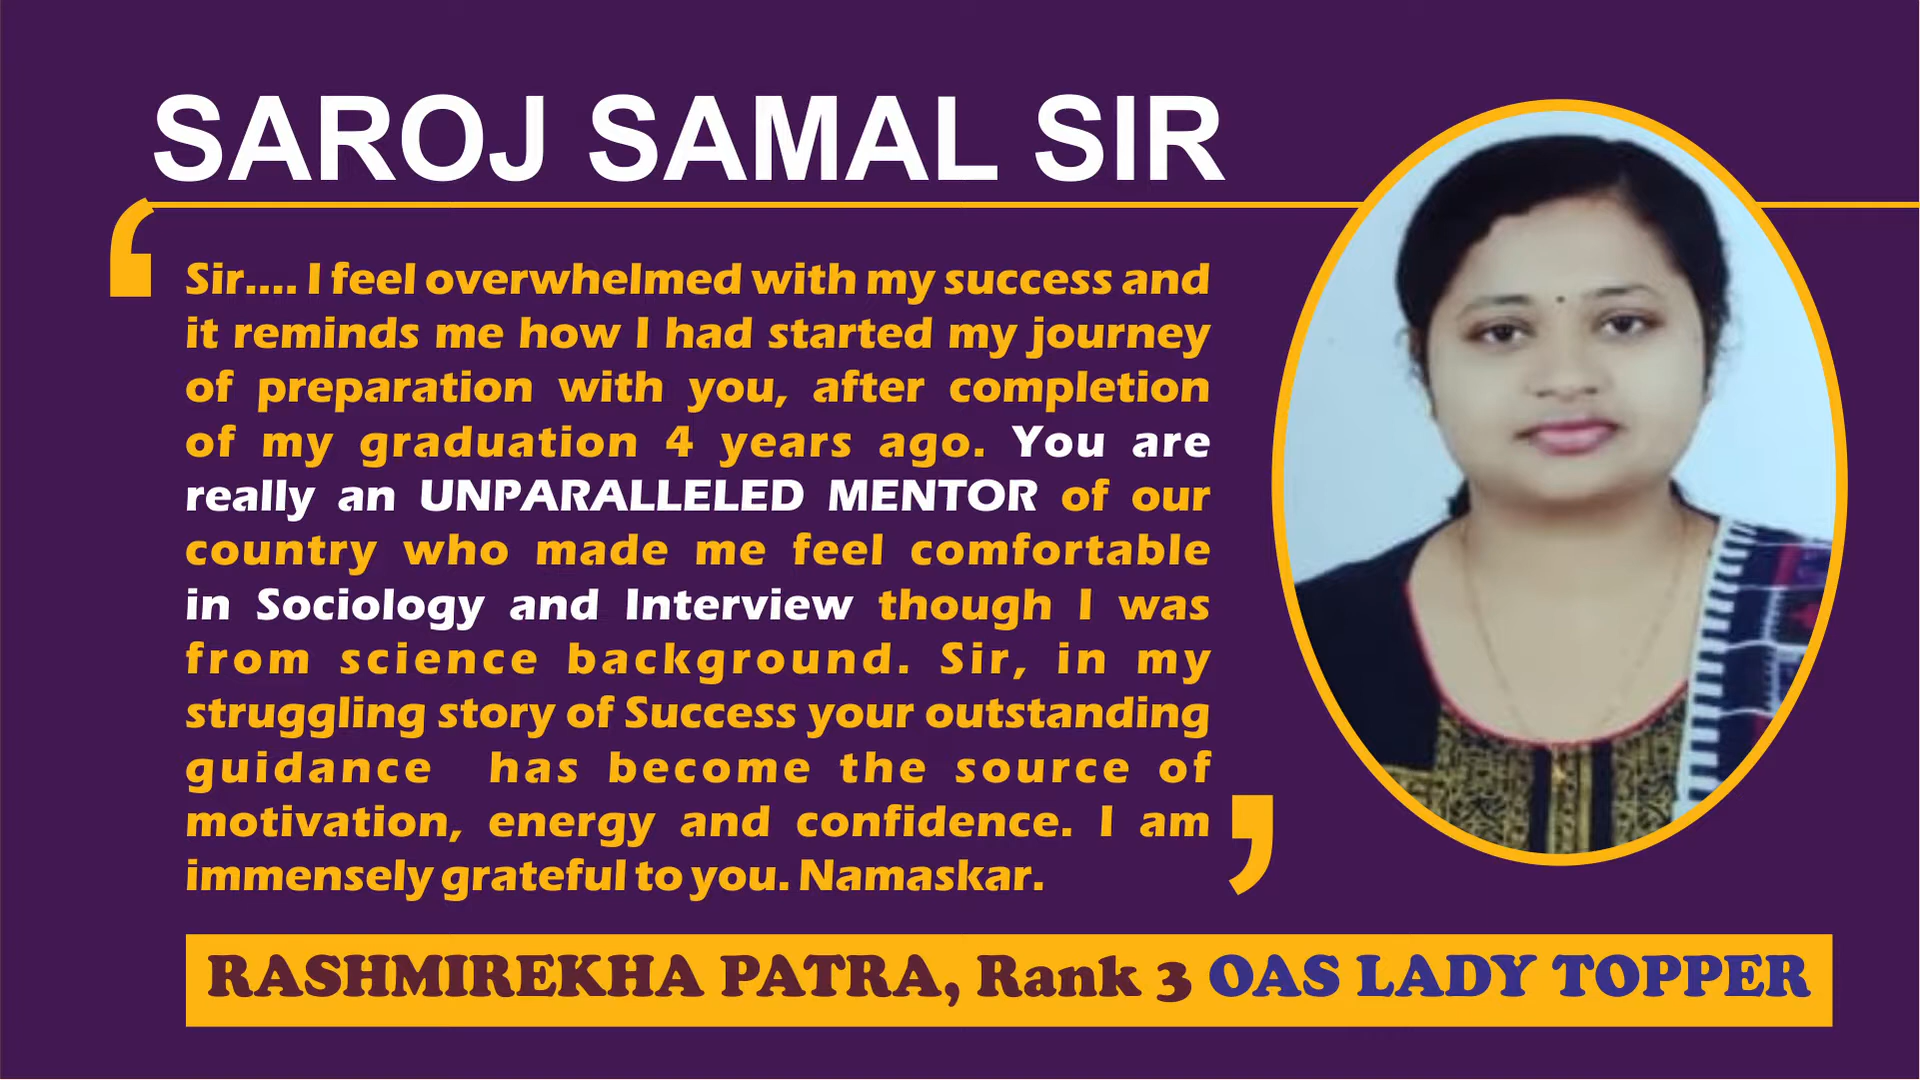 SAROJ SAMAL SIR
‘
Sir.... I feel overwhelmed with my success and
it reminds me how I had started my journey
of preparation with you, after completion
of my graduation 4 years ago. You are
really an UNPARALLELED MENTOR of our
country who made me feel comfortable
in Sociology and Interview though I was
from science background. Sir, in my
struggling story of Success your outstanding
guidance has become the source of
motivation, energy and confidence. I am
immensely grateful to you. Namaskar.
’
RASHMIREKHA PATRA, Rank 3 OAS LADY TOPPER